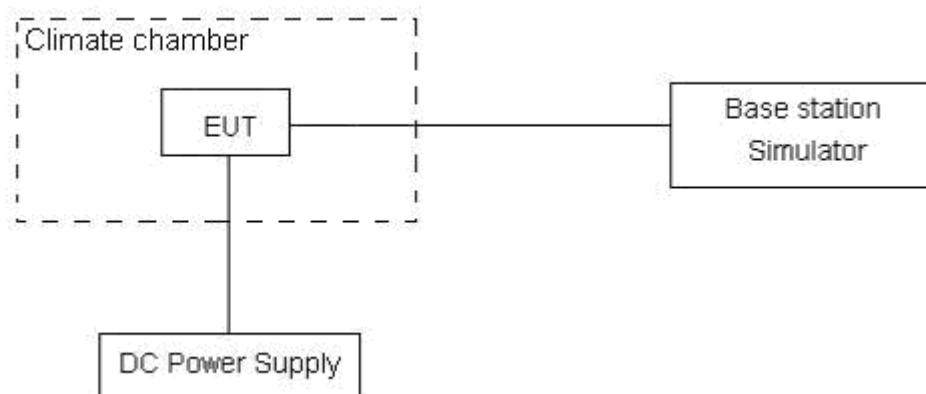 Climate chamber
EUT
Base station
Simulator
DC Power Supply